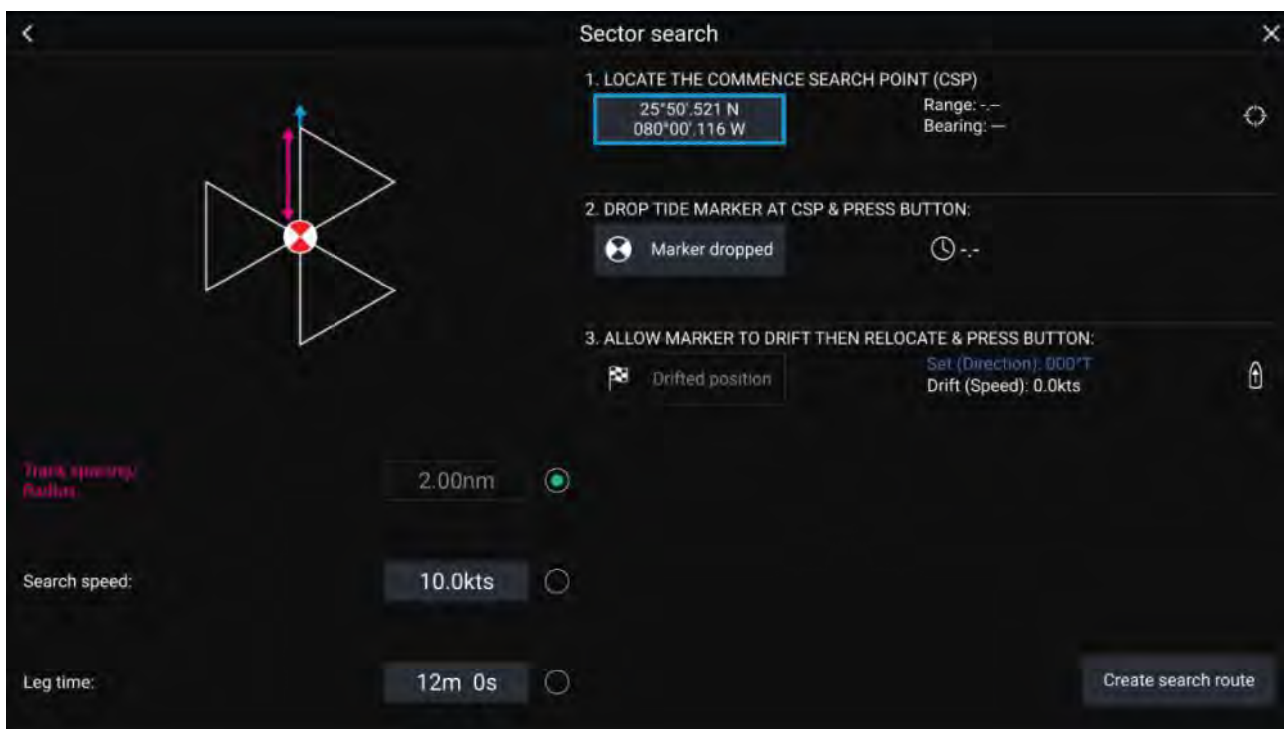 Sector search
1. LOCATE THE COMMENCE SEARCH POINT (CSP)
25°50'.521 N
080°00'.116 W
Range: -.--
Bearing: ---
2. DROP TIDE MARKER AT CSP & PRESS BUTTON:
Marker dropped
-.-
3. ALLOW MARKER TO DRIFT THEN RELOCATE & PRESS BUTTON:
Drifted position
Set (Direction): 000°T
Drift (Speed): 0.0kts
Track spacing/
Radius:
2.00nm
Search speed:
10.0kts
Leg time:
12m 0s
Create search route